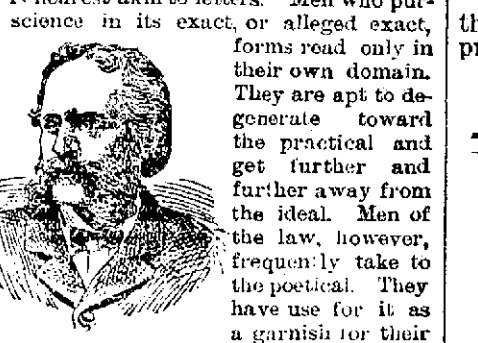 nearest akin to letters. Men who pur-
science in its exact, or alleged exact,
forms read only in
their own domain.
They are apt to de-
generate toward
the practical and
get further and
further away from
the ideal. Men of
the law, however,
frequently take to
the poetical. They
have use for it as
a garnish for their
th
pr